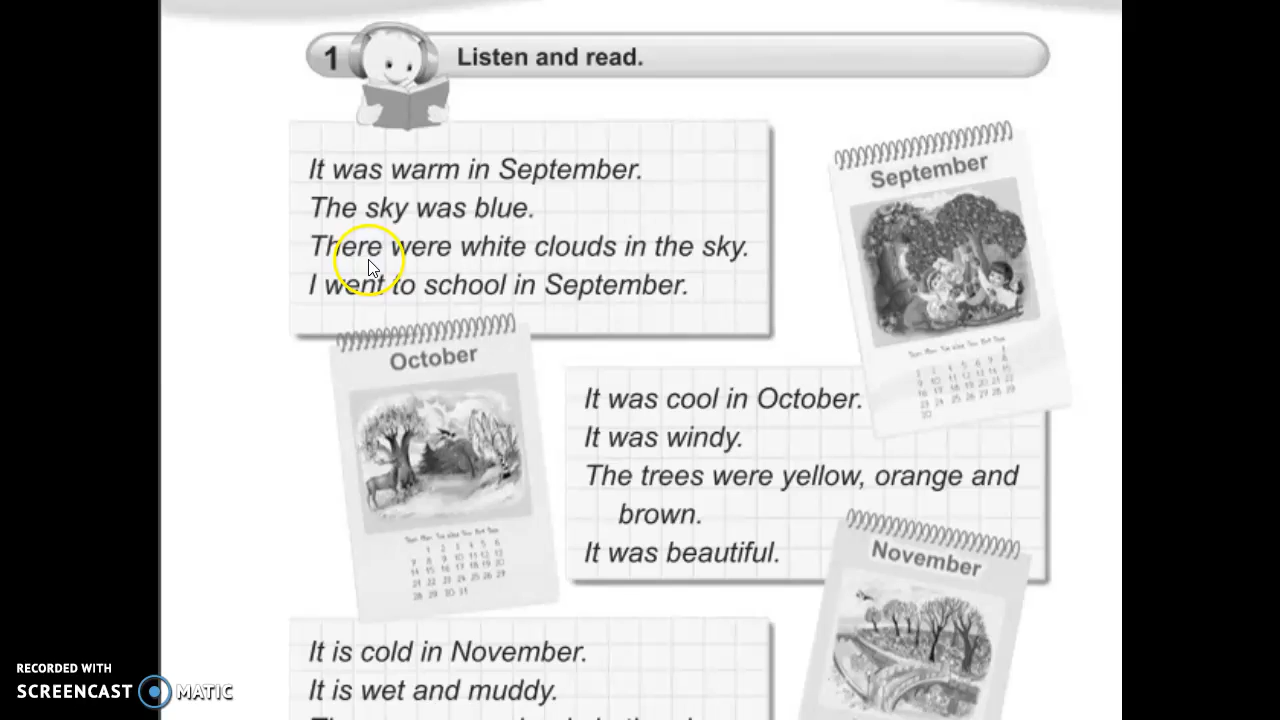 1
Listen and read.
It was warm in September.
The sky was blue.
There were white clouds in the sky.
I went to school in September.
September
October
It was cool in October.
It was windy.
The trees were yellow, orange and
brown.
It was beautiful.
November
It is cold in November.
It is wet and muddy.
RECORDED WITH
SCREENCAST MATIC